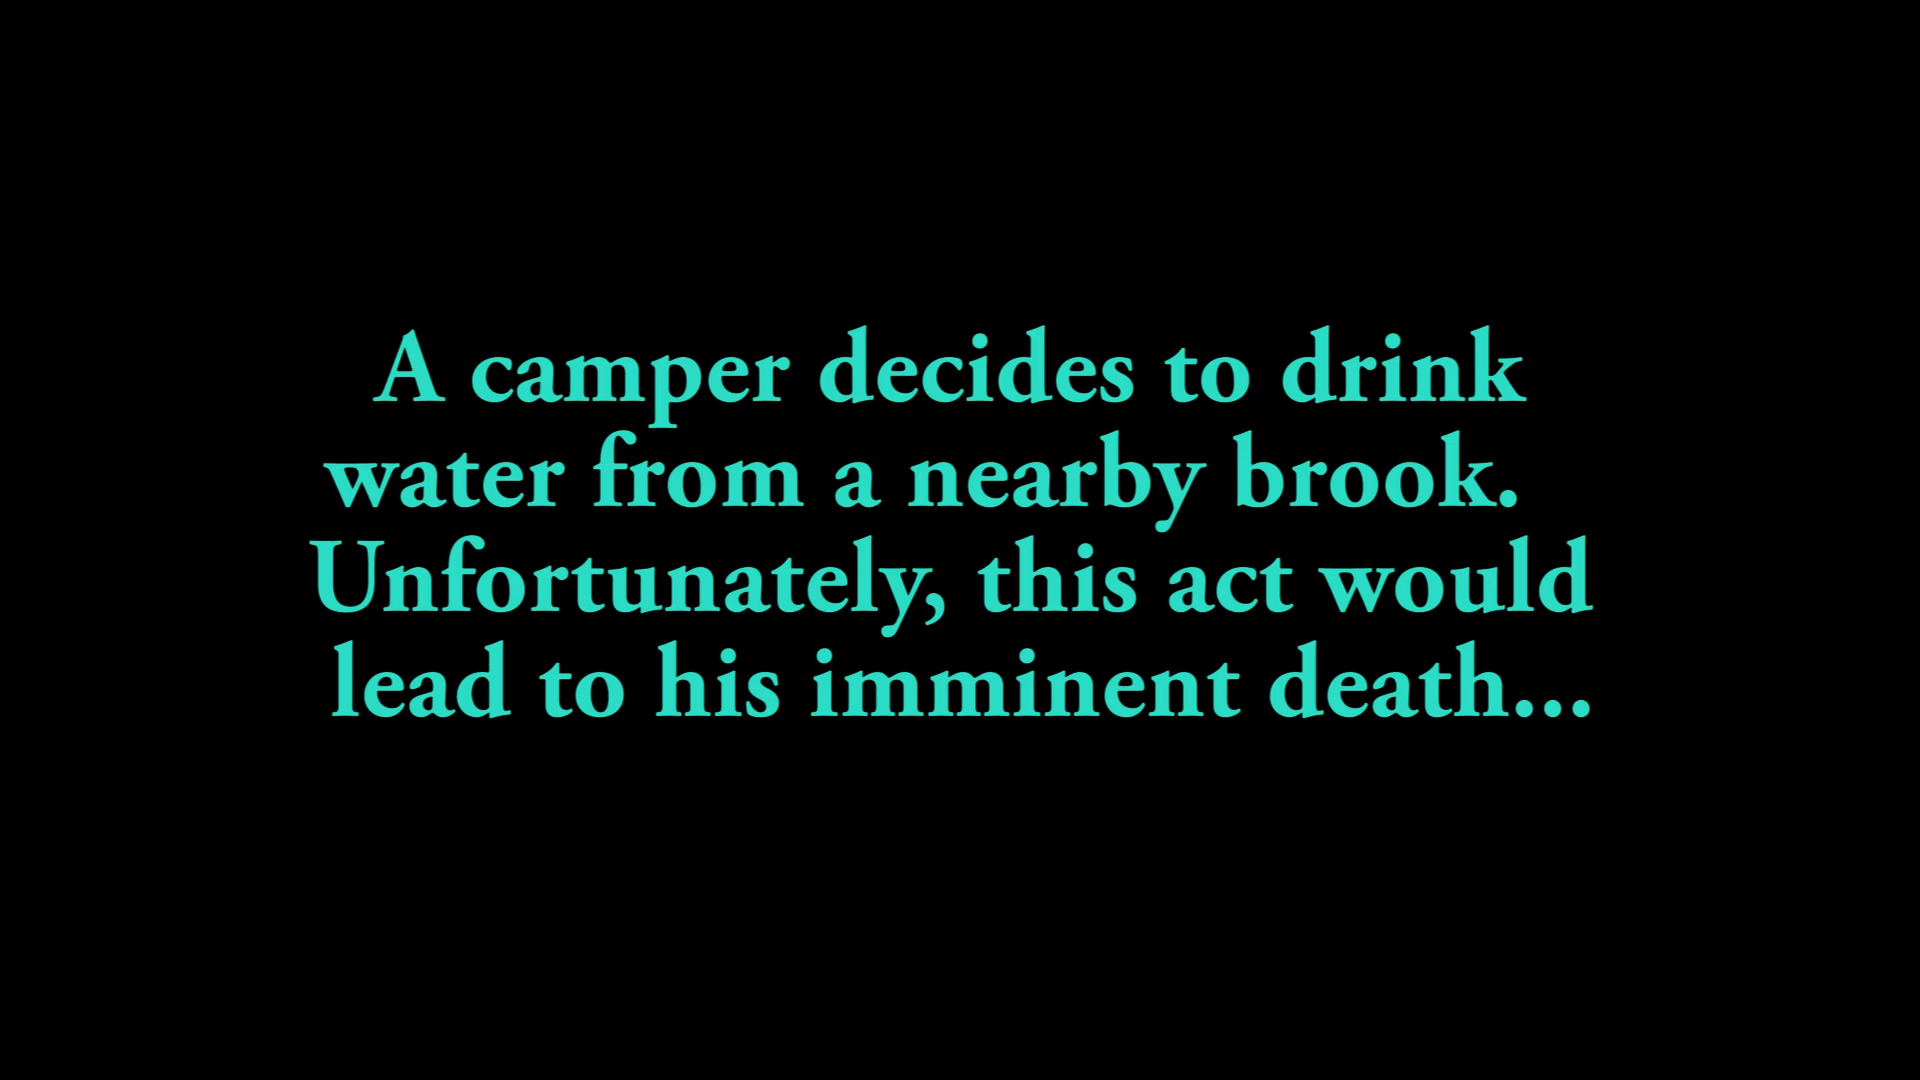 A camper decides to drink
water from a nearby brook.
Unfortunately, this act would
lead to his imminent death...